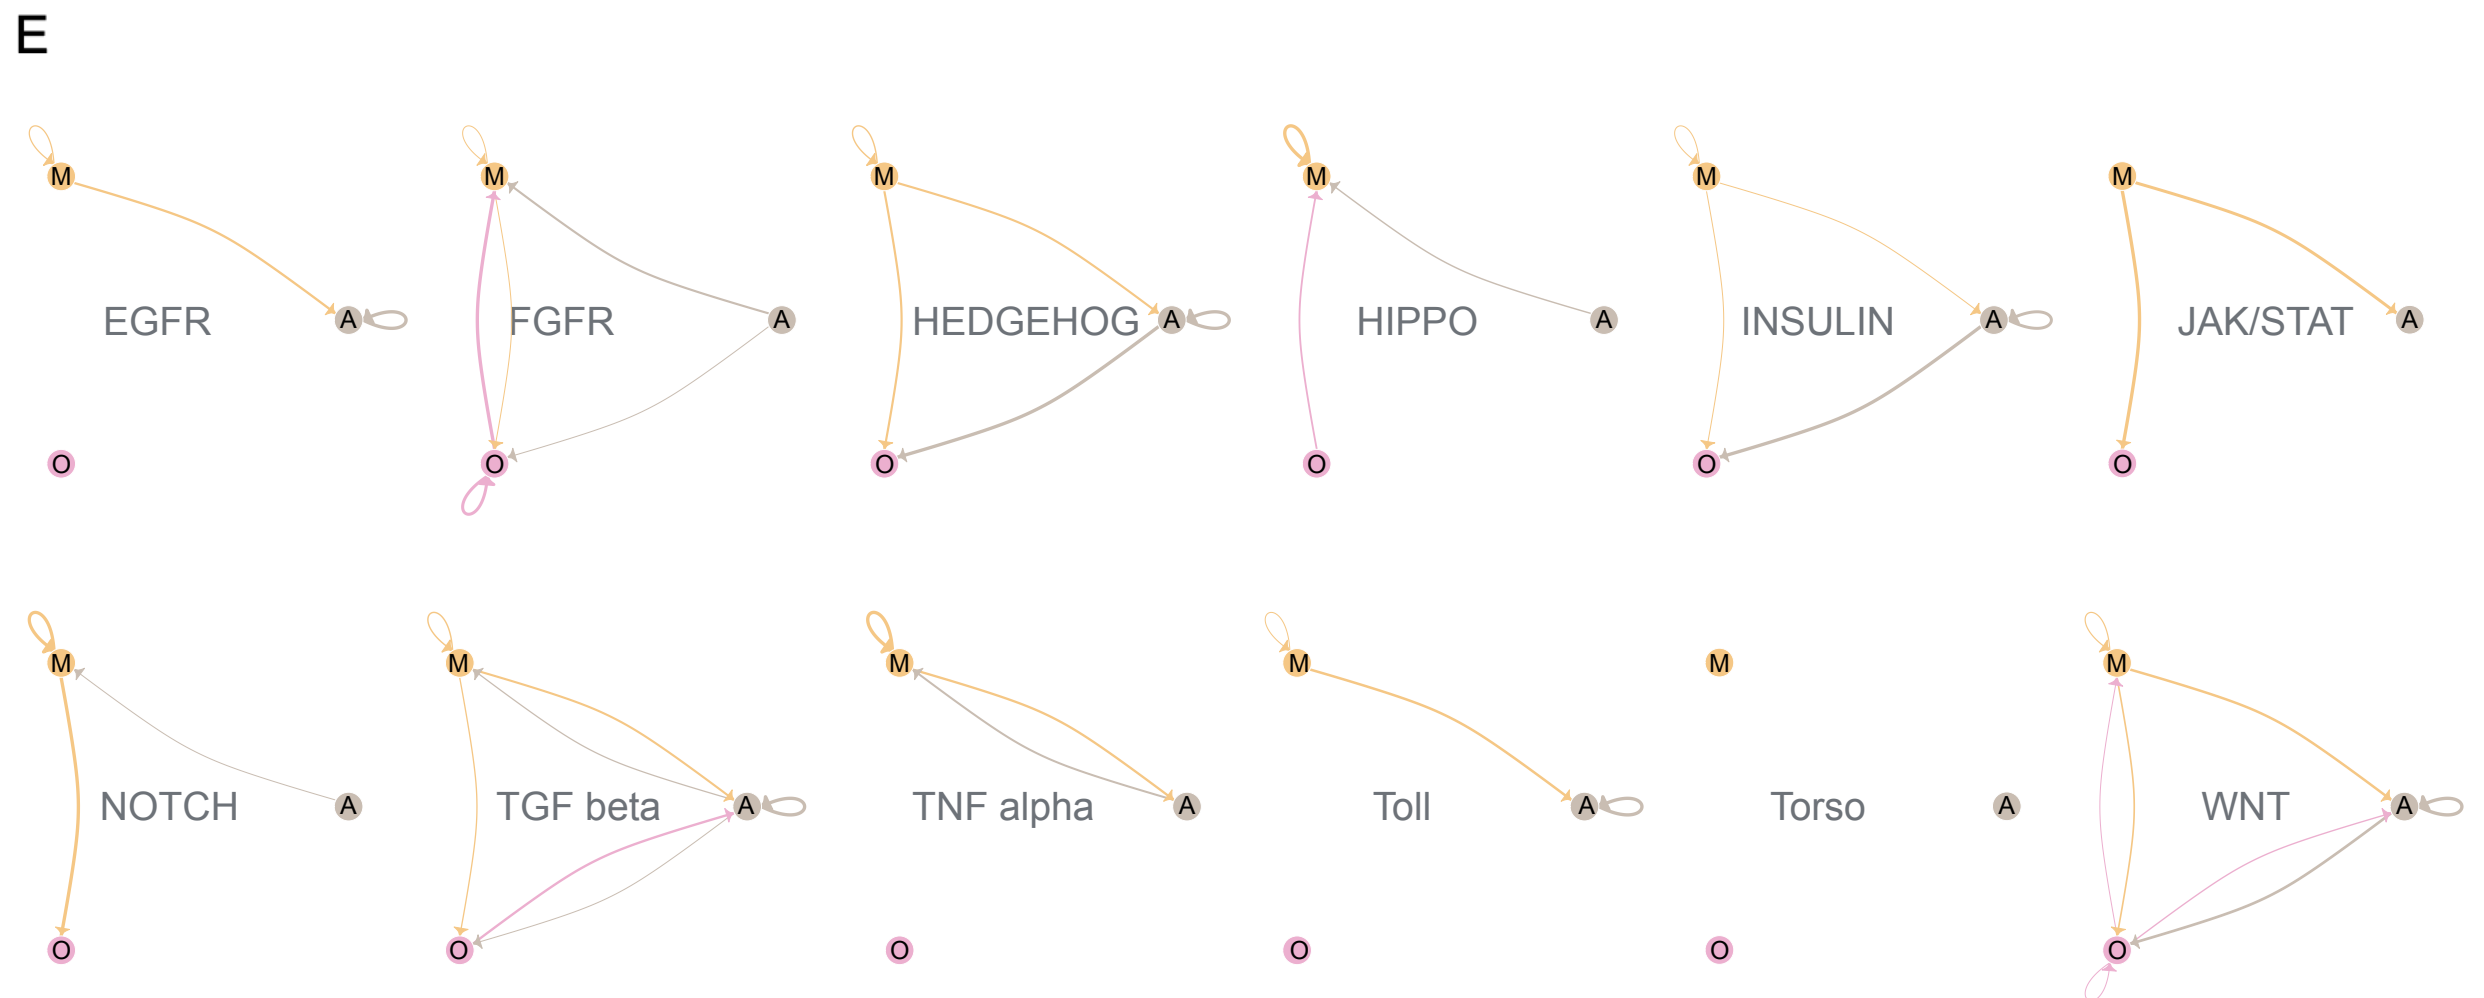 E
M M M M M M
EGFR A FGFR A HEDGEHOG A HIPPO A INSULIN A JAK/STAT A
O O O O O O
M M M M M M
NOTCH A TGF beta A TNF alpha A Toll A Torso A WNT A
O O O O O O